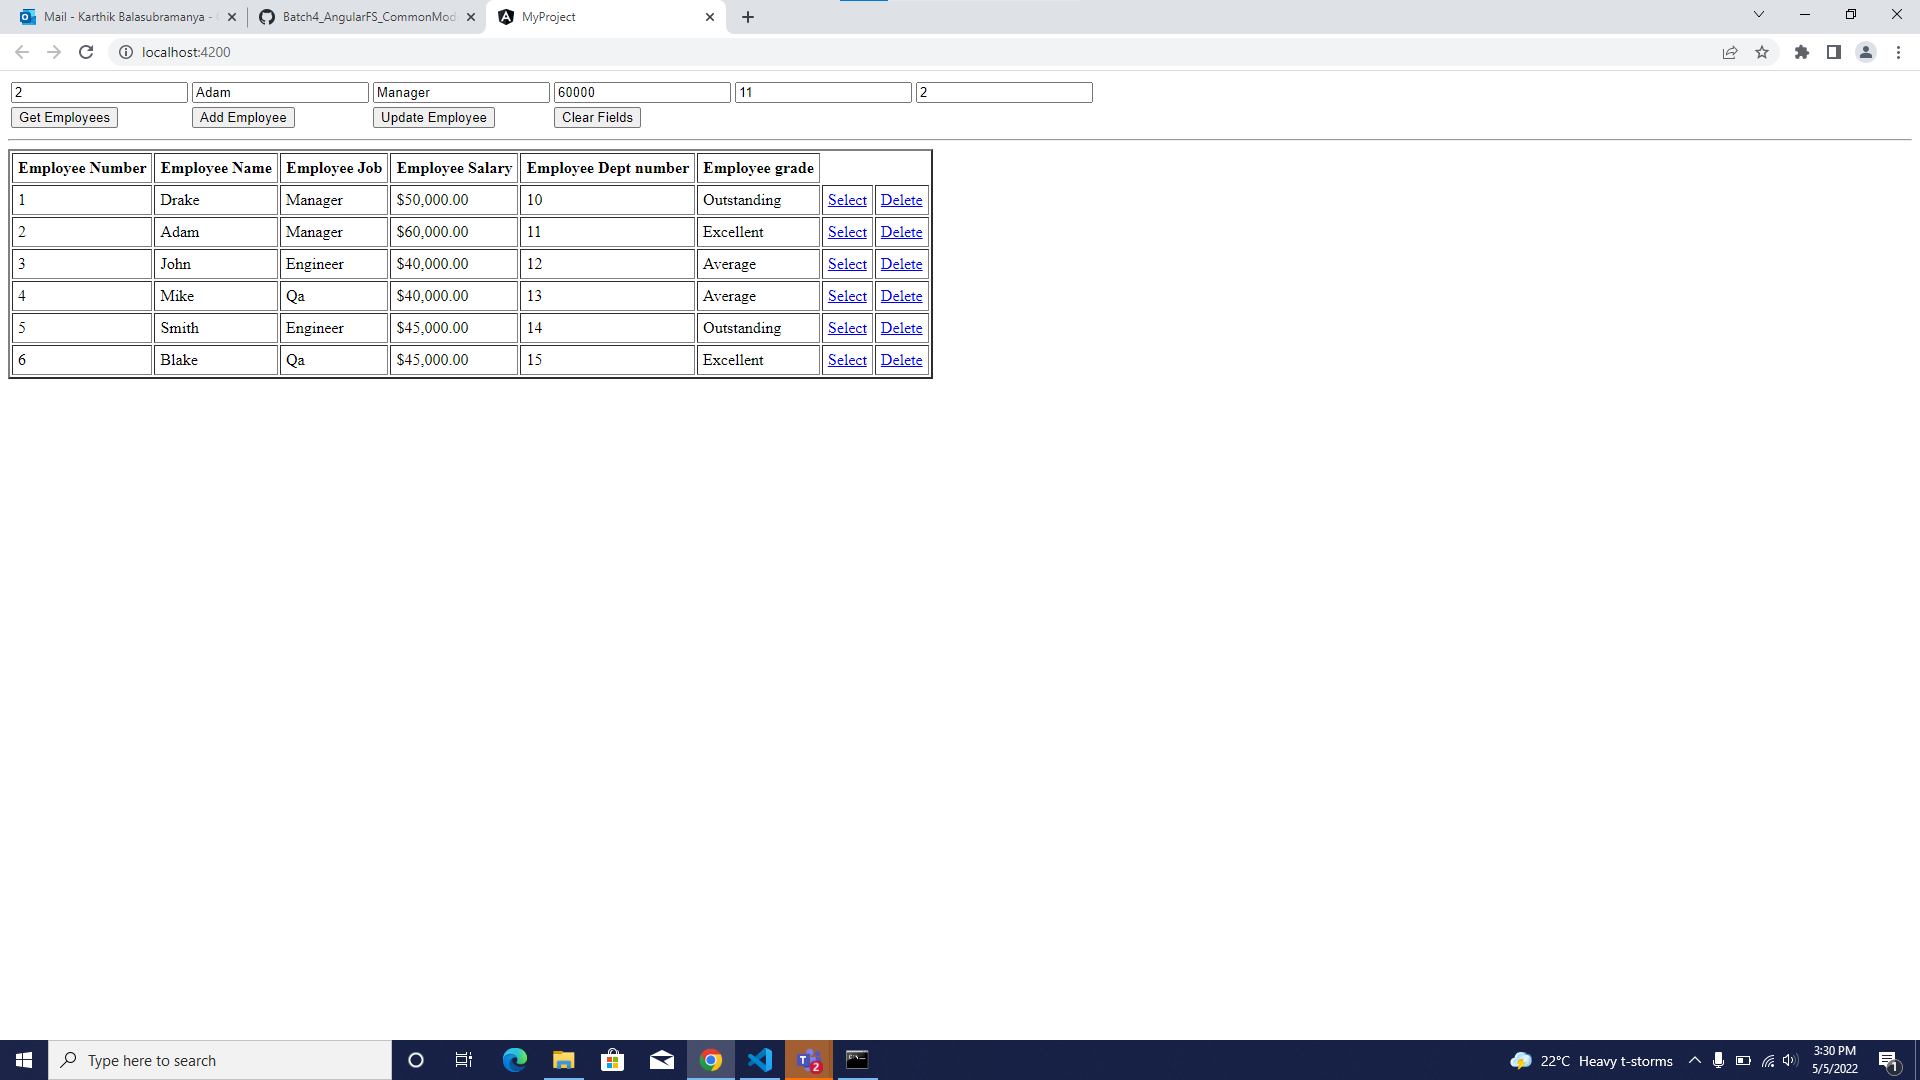 Mail - Karthik Balasubramanya - 
Batch4_AngularFS_CommonMod
MyProject
localhost:4200
2 Adam Manager 60000 11 2
Get Employees Add Employee Update Employee Clear Fields
Employee Number Employee Name Employee Job Employee Salary Employee Dept number Employee grade
1 Drake Manager $50,000.00 10 Outstanding Select Delete
2 Adam Manager $60,000.00 11 Excellent Select Delete
3 John Engineer $40,000.00 12 Average Select Delete
4 Mike Qa $40,000.00 13 Average Select Delete
5 Smith Engineer $45,000.00 14 Outstanding Select Delete
6 Blake Qa $45,000.00 15 Excellent Select Delete
Type here to search
2
22°C Heavy t-storms
3:30 PM
5/5/2022
1